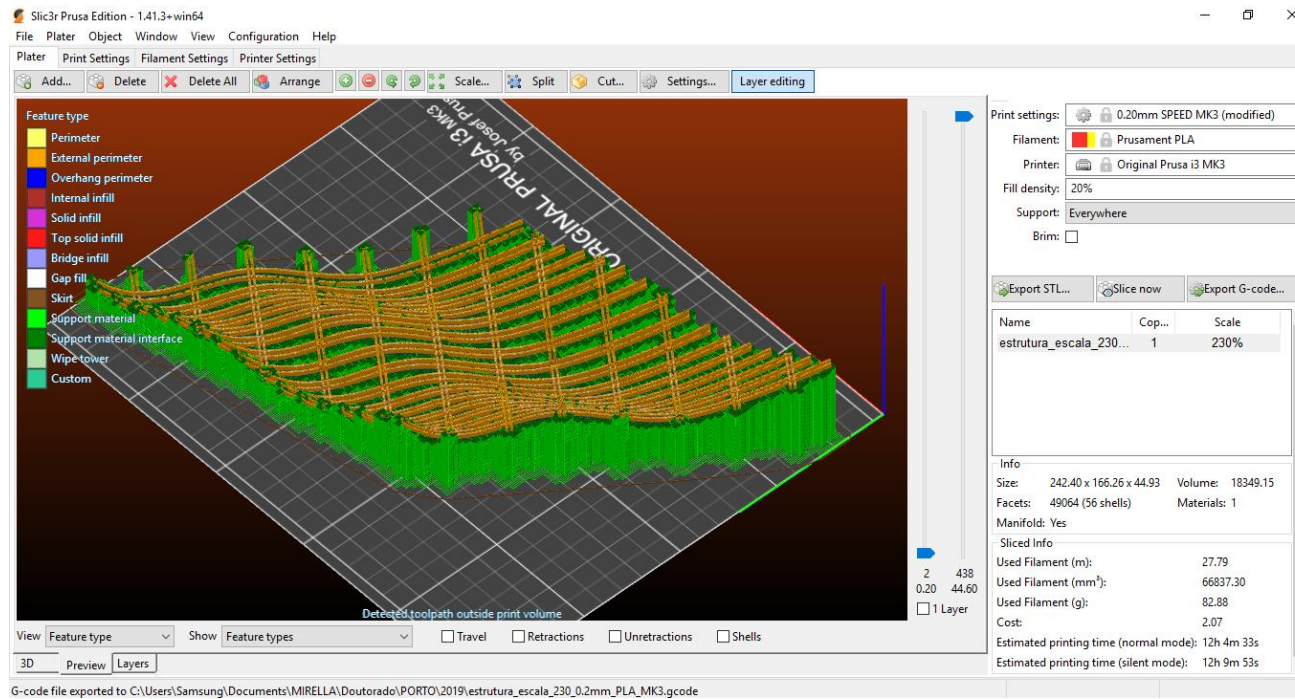 Slic3r Prusa Edition - 1.41.3+win64
File Plater Object Window View Configuration Help
Plater Print Settings Filament Settings Printer Settings
Add... Delete Delete All Arrange Scale... Split Cut... Settings... Layer editing
Feature type
Perimeter
External perimeter
Overhang perimeter
Internal infill
Solid infill
Top solid infill
Bridge infill
Gap fill
Skirt
Support material
Support material interface
Wipe tower
Custom
ORIGINAL PRUSA i3 MK3
by Josef Prusa
Detected toolpath outside print volume
2 438
0.20 44.60
1 Layer
Print settings: 0.20mm SPEED MK3 (modified)
Filament: Prusament PLA
Printer: Original Prusa i3 MK3
Fill density: 20%
Support: Everywhere
Brim:
Export STL... Slice now Export G-code...
Name Cop... Scale
estrutura_escala_230... 1 230%
Info
Size: 242.40 x 166.26 x 44.93 Volume: 18349.15
Facets: 49064 (56 shells) Materials: 1
Manifold: Yes
Sliced Info
Used Filament (m): 27.79
Used Filament (mm³): 66837.30
Used Filament (g): 82.88
Cost: 2.07
Estimated printing time (normal mode): 12h 4m 33s
Estimated printing time (silent mode): 12h 9m 53s
View Feature type Show Feature types Travel Retractions Unretractions Shells
3D Preview Layers
G-code file exported to C:\Users\Samsung\Documents\MIRELLA\Doutorado\PORTO\2019\estrutura_escala_230_0.2mm_PLA_MK3.gcode